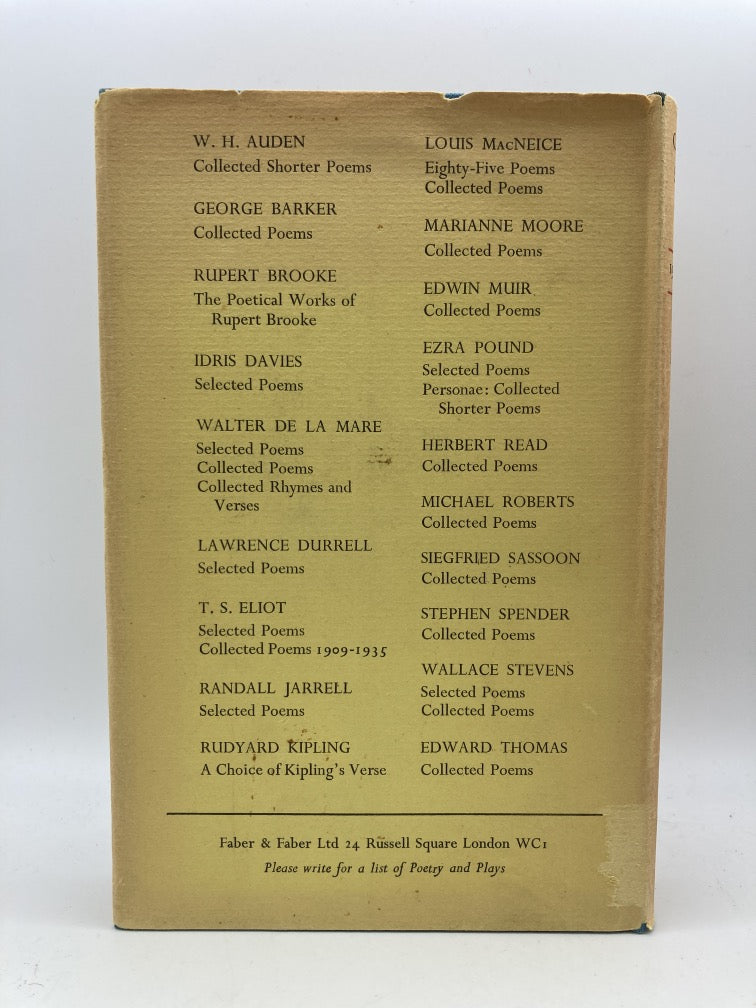 W. H. AUDEN
Collected Shorter Poems
GEORGE BARKER
Collected Poems
RUPERT BROOKE
The Poetical Works of
Rupert Brooke
IDRIS DAVIES
Selected Poems
WALTER DE LA MARE
Selected Poems
Collected Poems
Collected Rhymes and
Verses
LAWRENCE DURRELL
Selected Poems
T. S. ELIOT
Selected Poems
Collected Poems 1909-1935
RANDALL JARRELL
Selected Poems
RUDYARD KIPLING
A Choice of Kipling's Verse
LOUIS MacNEICE
Eighty-Five Poems
Collected Poems
MARIANNE MOORE
Collected Poems
EDWIN MUIR
Collected Poems
EZRA POUND
Selected Poems
Personae: Collected
Shorter Poems
HERBERT READ
Collected Poems
MICHAEL ROBERTS
Collected Poems
SIEGFRIED SASSOON
Collected Poems
STEPHEN SPENDER
Collected Poems
WALLACE STEVENS
Selected Poems
Collected Poems
EDWARD THOMAS
Collected Poems
Faber & Faber Ltd 24 Russell Square London WC1
Please write for a list of Poetry and Plays